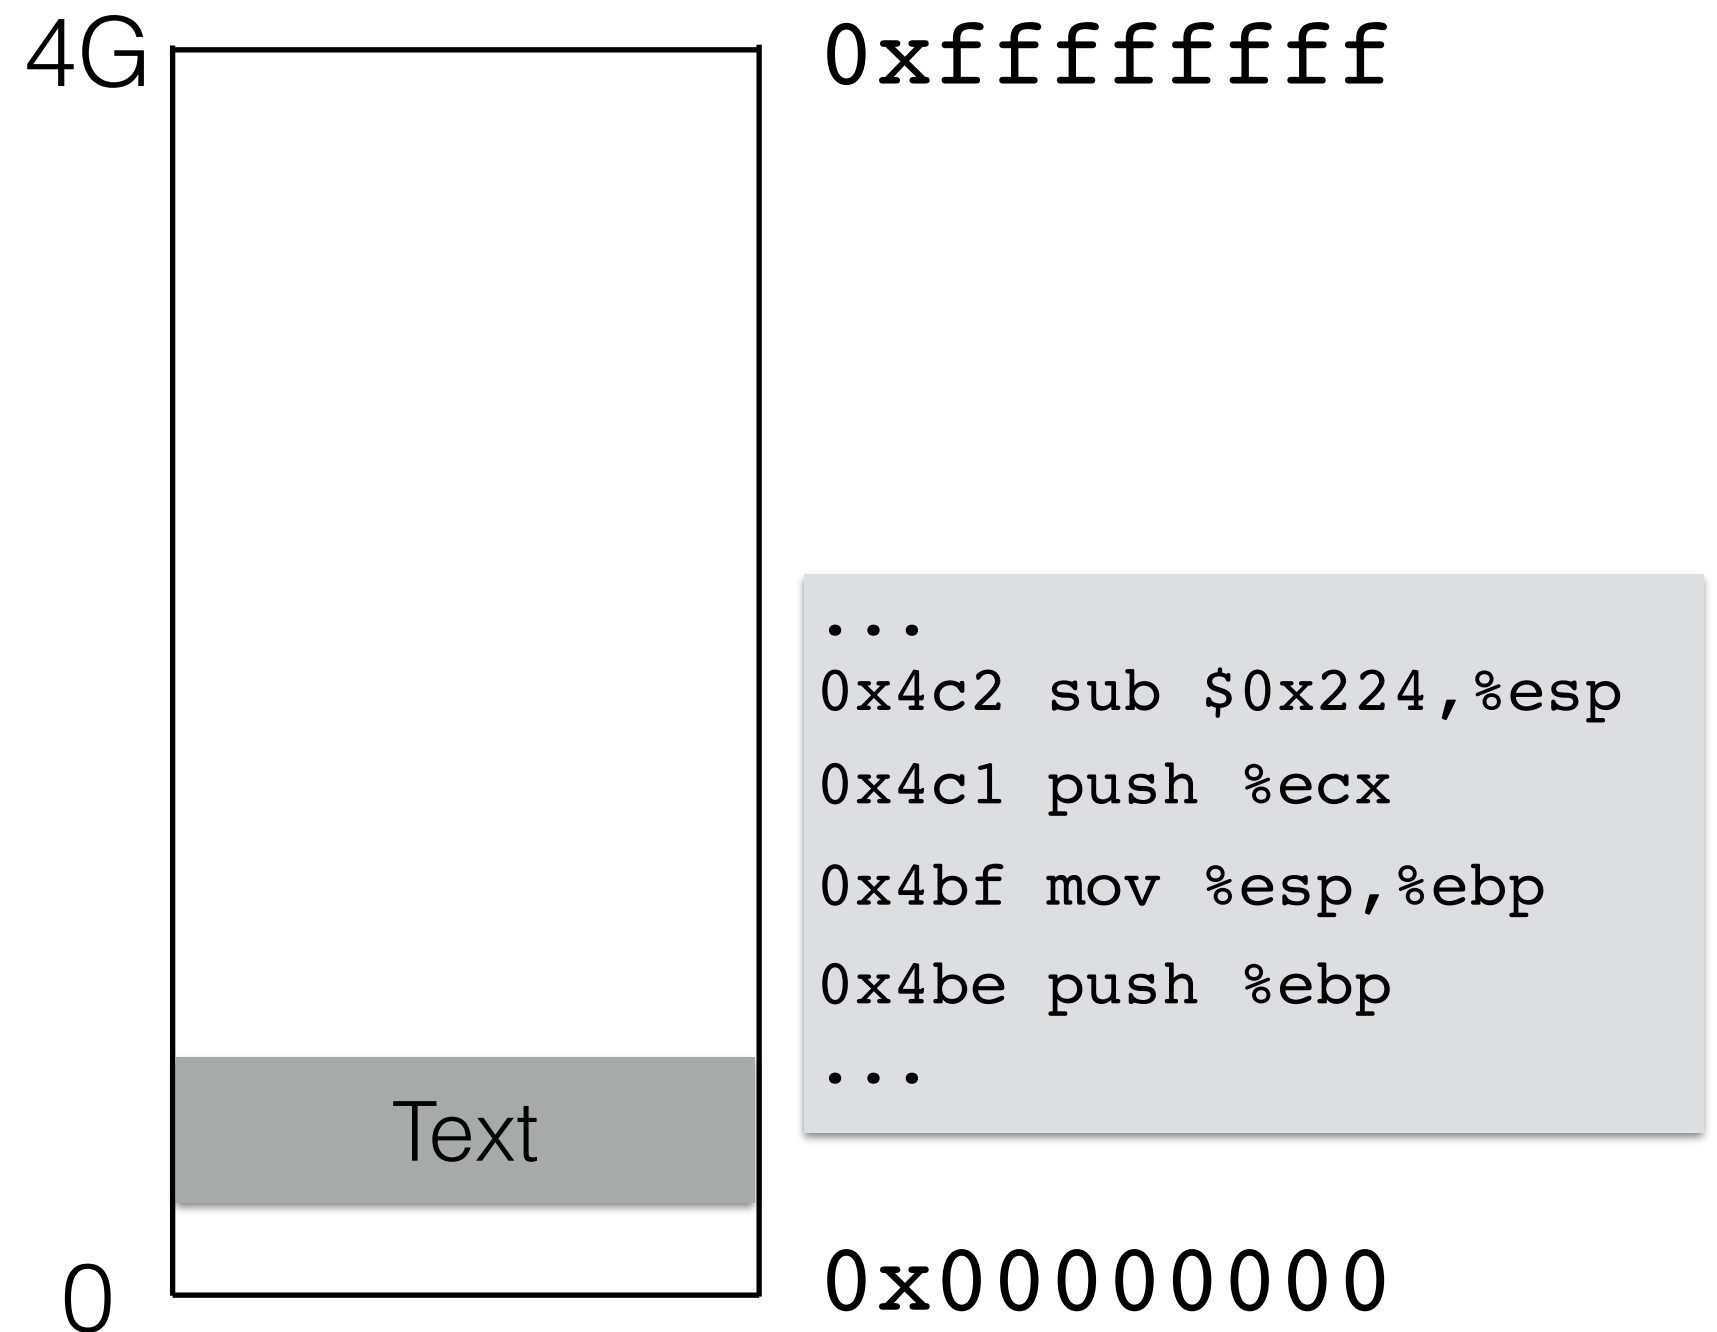 4G
0xffffffff
...
0x4c2 sub $0x224,%esp
0x4c1 push %ecx
0x4bf mov %esp,%ebp
0x4be push %ebp
...
Text
0
0x00000000